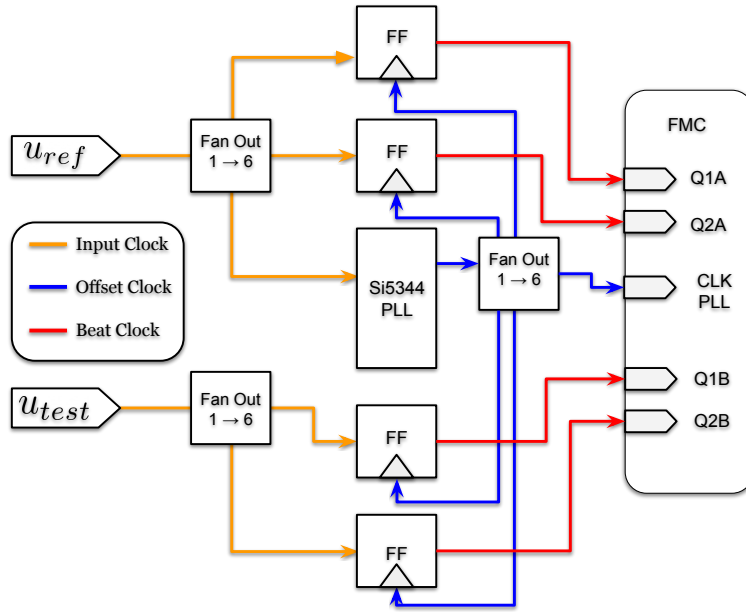 FF
FMC
Fan Out
1 → 6
u_ref
FF
Q1A
Q2A
Input Clock
Offset Clock
Beat Clock
Si5344
PLL
Fan Out
1 → 6
CLK
PLL
Q1B
u_test
Fan Out
1 → 6
FF
Q2B
FF